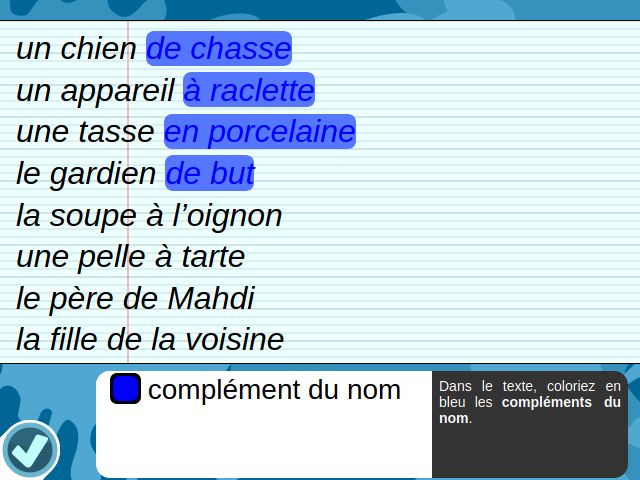 un chien de chasse
un appareil à raclette
une tasse en porcelaine
le gardien de but
la soupe à l’oignon
une pelle à tarte
le père de Mahdi
la fille de la voisine
complément du nom
Dans le texte, coloriez en
bleu les compléments du
nom.